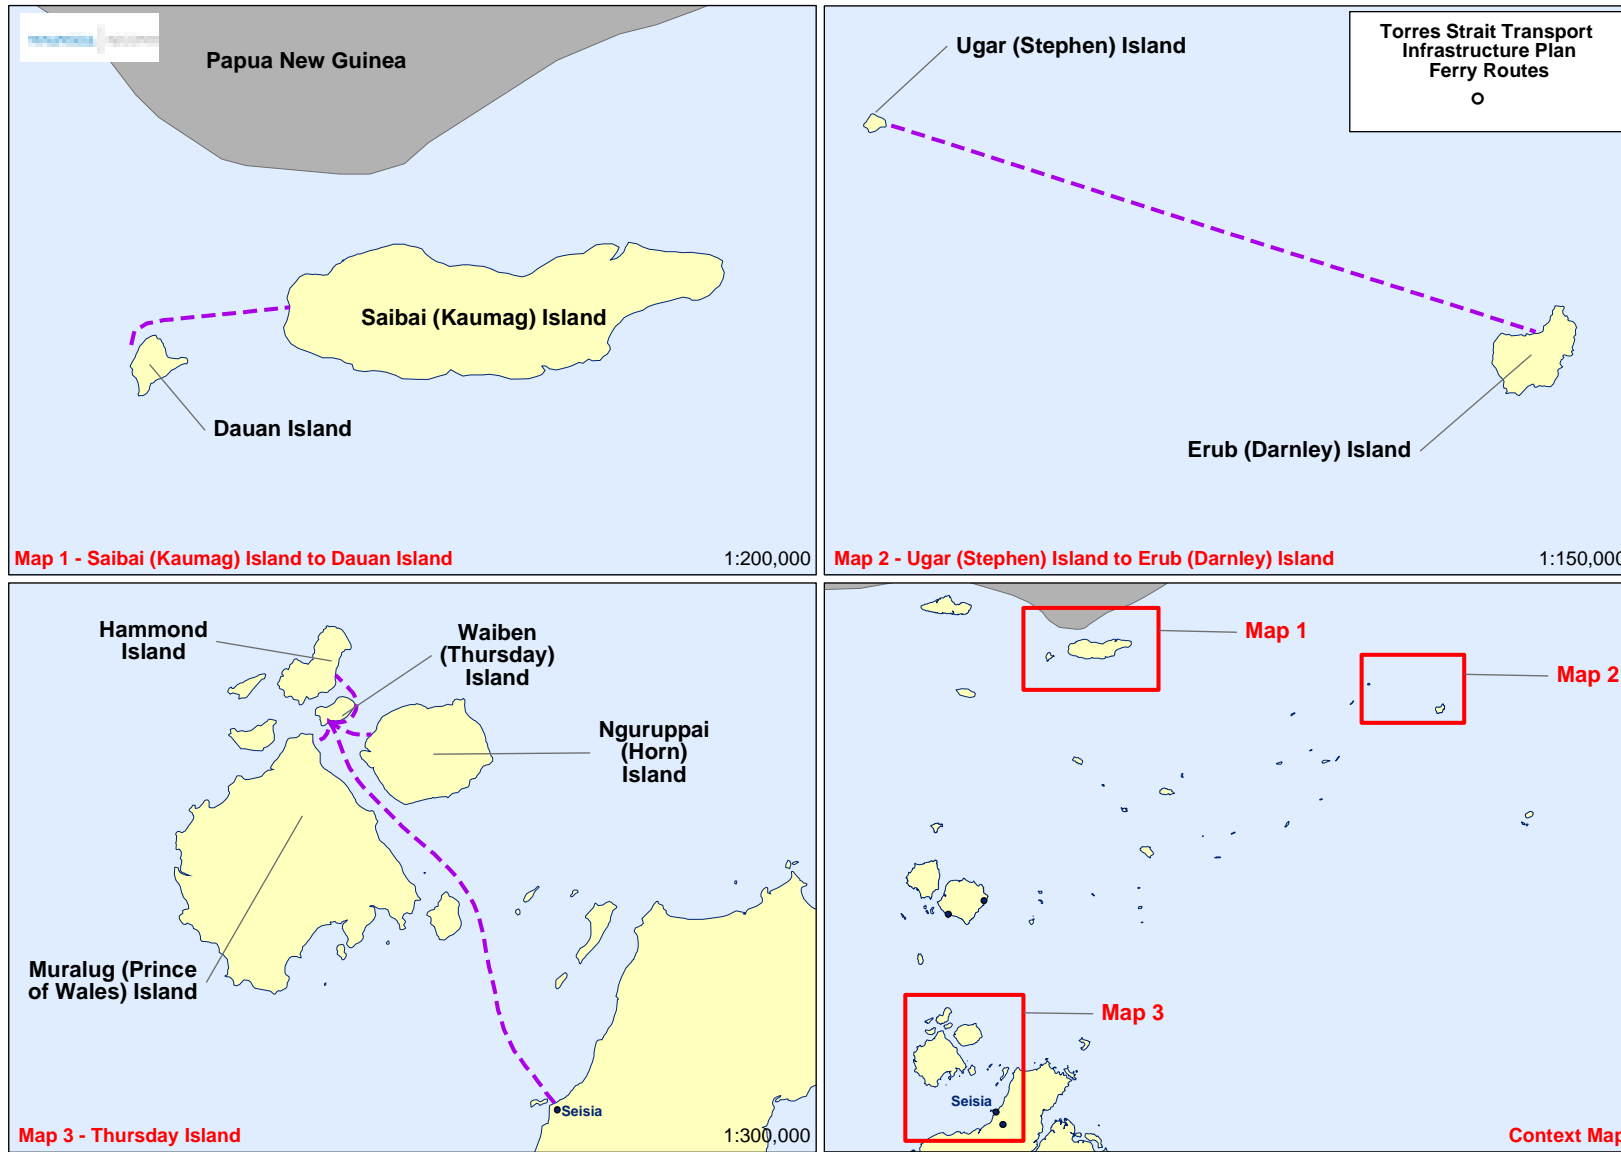 Papua New Guinea
Saibai (Kaumag) Island
Dauan Island
Map 1 - Saibai (Kaumag) Island to Dauan Island
1:200,000
Ugar (Stephen) Island
Torres Strait Transport
Infrastructure Plan
Ferry Routes
Erub (Darnley) Island
Map 2 - Ugar (Stephen) Island to Erub (Darnley) Island
1:150,000
Hammond
Island
Waiben
(Thursday)
Island
Nguruppai
(Horn)
Island
Muralug (Prince
of Wales) Island
Seisia
Map 3 - Thursday Island
1:300,000
Map 1
Map 2
Map 3
Seisia
Context Map